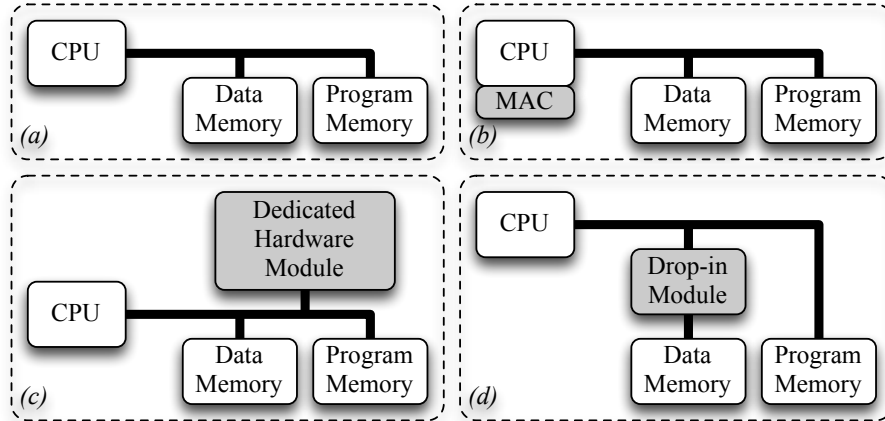 CPU
Data
Memory
Program
Memory
(a)
CPU
MAC
Data
Memory
Program
Memory
(b)
Dedicated
Hardware
Module
CPU
Data
Memory
Program
Memory
(c)
CPU
Drop-in
Module
Data
Memory
Program
Memory
(d)